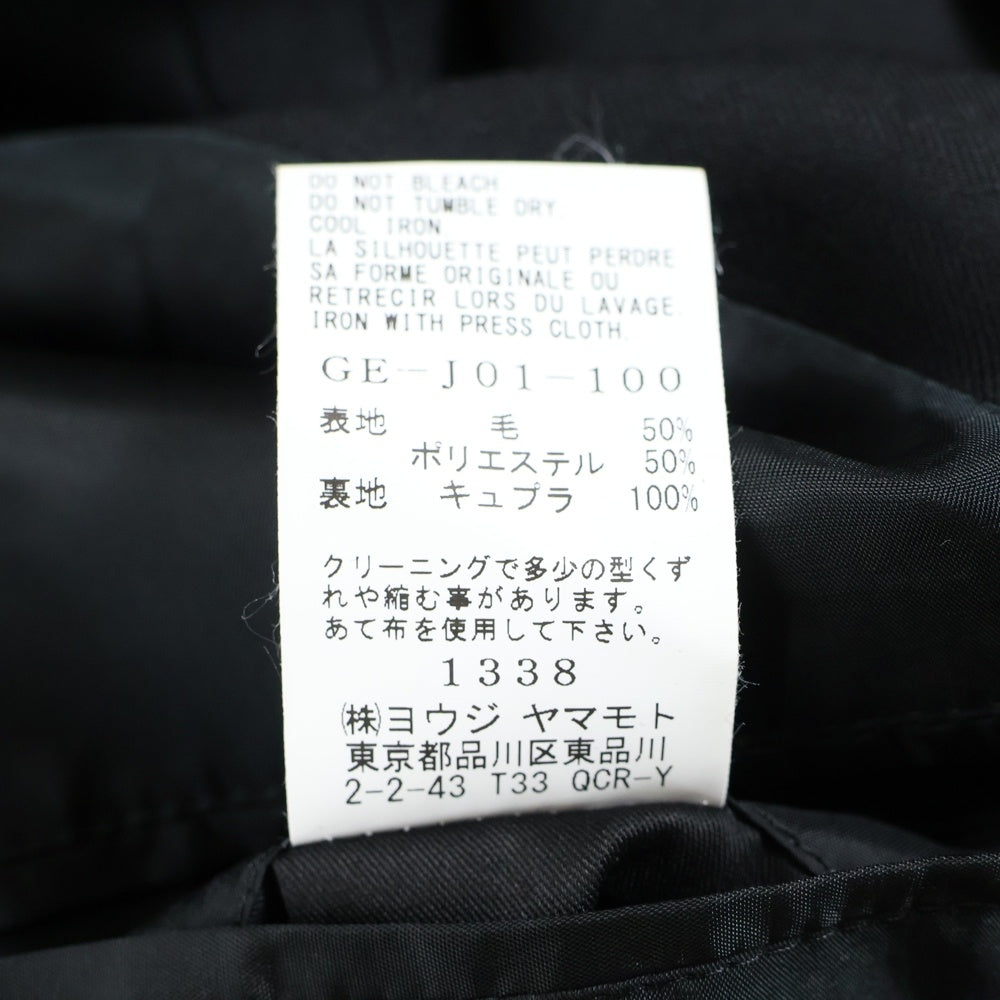 DO NOT BLEACH
DO NOT TUMBLE DRY.
COOL IRON
LA SILHOUETTE PEUT PERDRE
SA FORME ORIGINALE OU
RETRECIR LORS DU LAVAGE.
IRON WITH PRESS CLOTH.
GE-J01-100
表地 毛 50%
ポリエステル 50%
裏地 キュプラ 100%
クリーニングで多少の型くず
れや縮む事があります。
あて布を使用して下さい。
1338
㈱ヨウジ ヤマモト
東京都品川区東品川
2-2-43 T33 QCR-Y